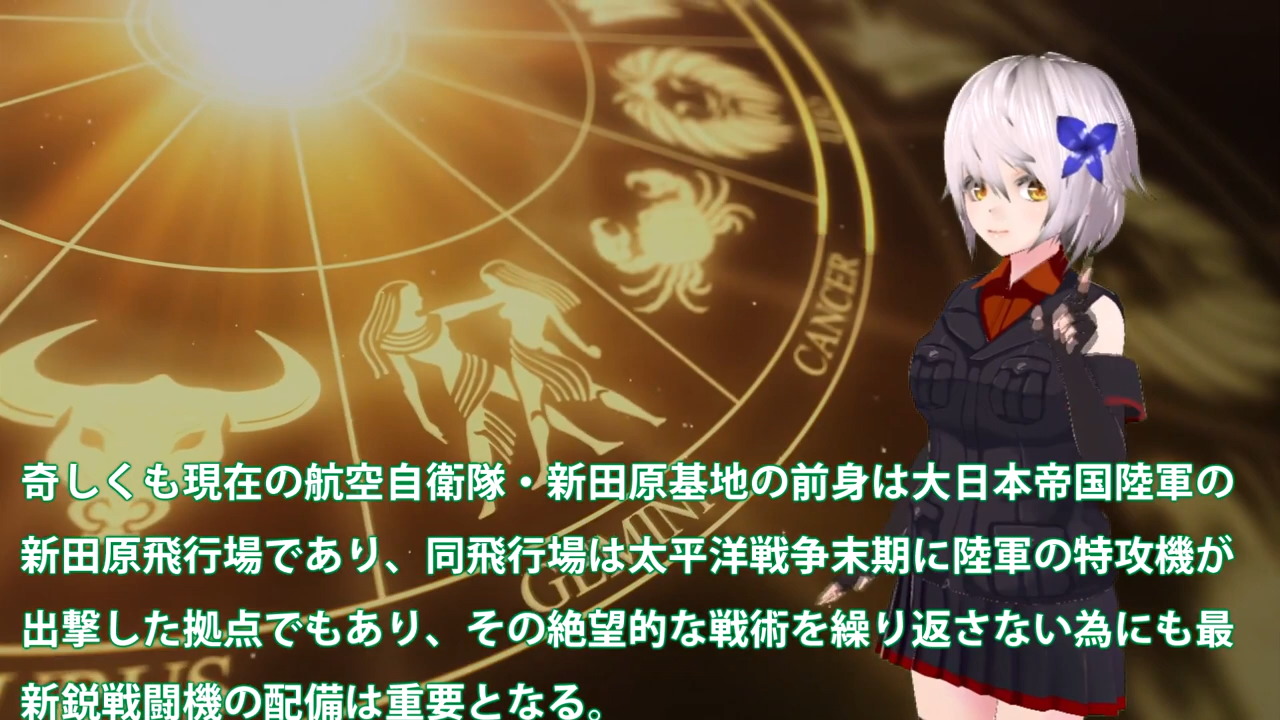 LEO
CANCER
GEMINI
奇しくも現在の航空自衛隊・新田原基地の前身は大日本帝国陸軍の
新田原飛行場であり、同飛行場は太平洋戦争末期に陸軍の特攻機が
出撃した拠点でもあり、その絶望的な戦術を繰り返さない為にも最
新鋭戦闘機の配備は重要となる。